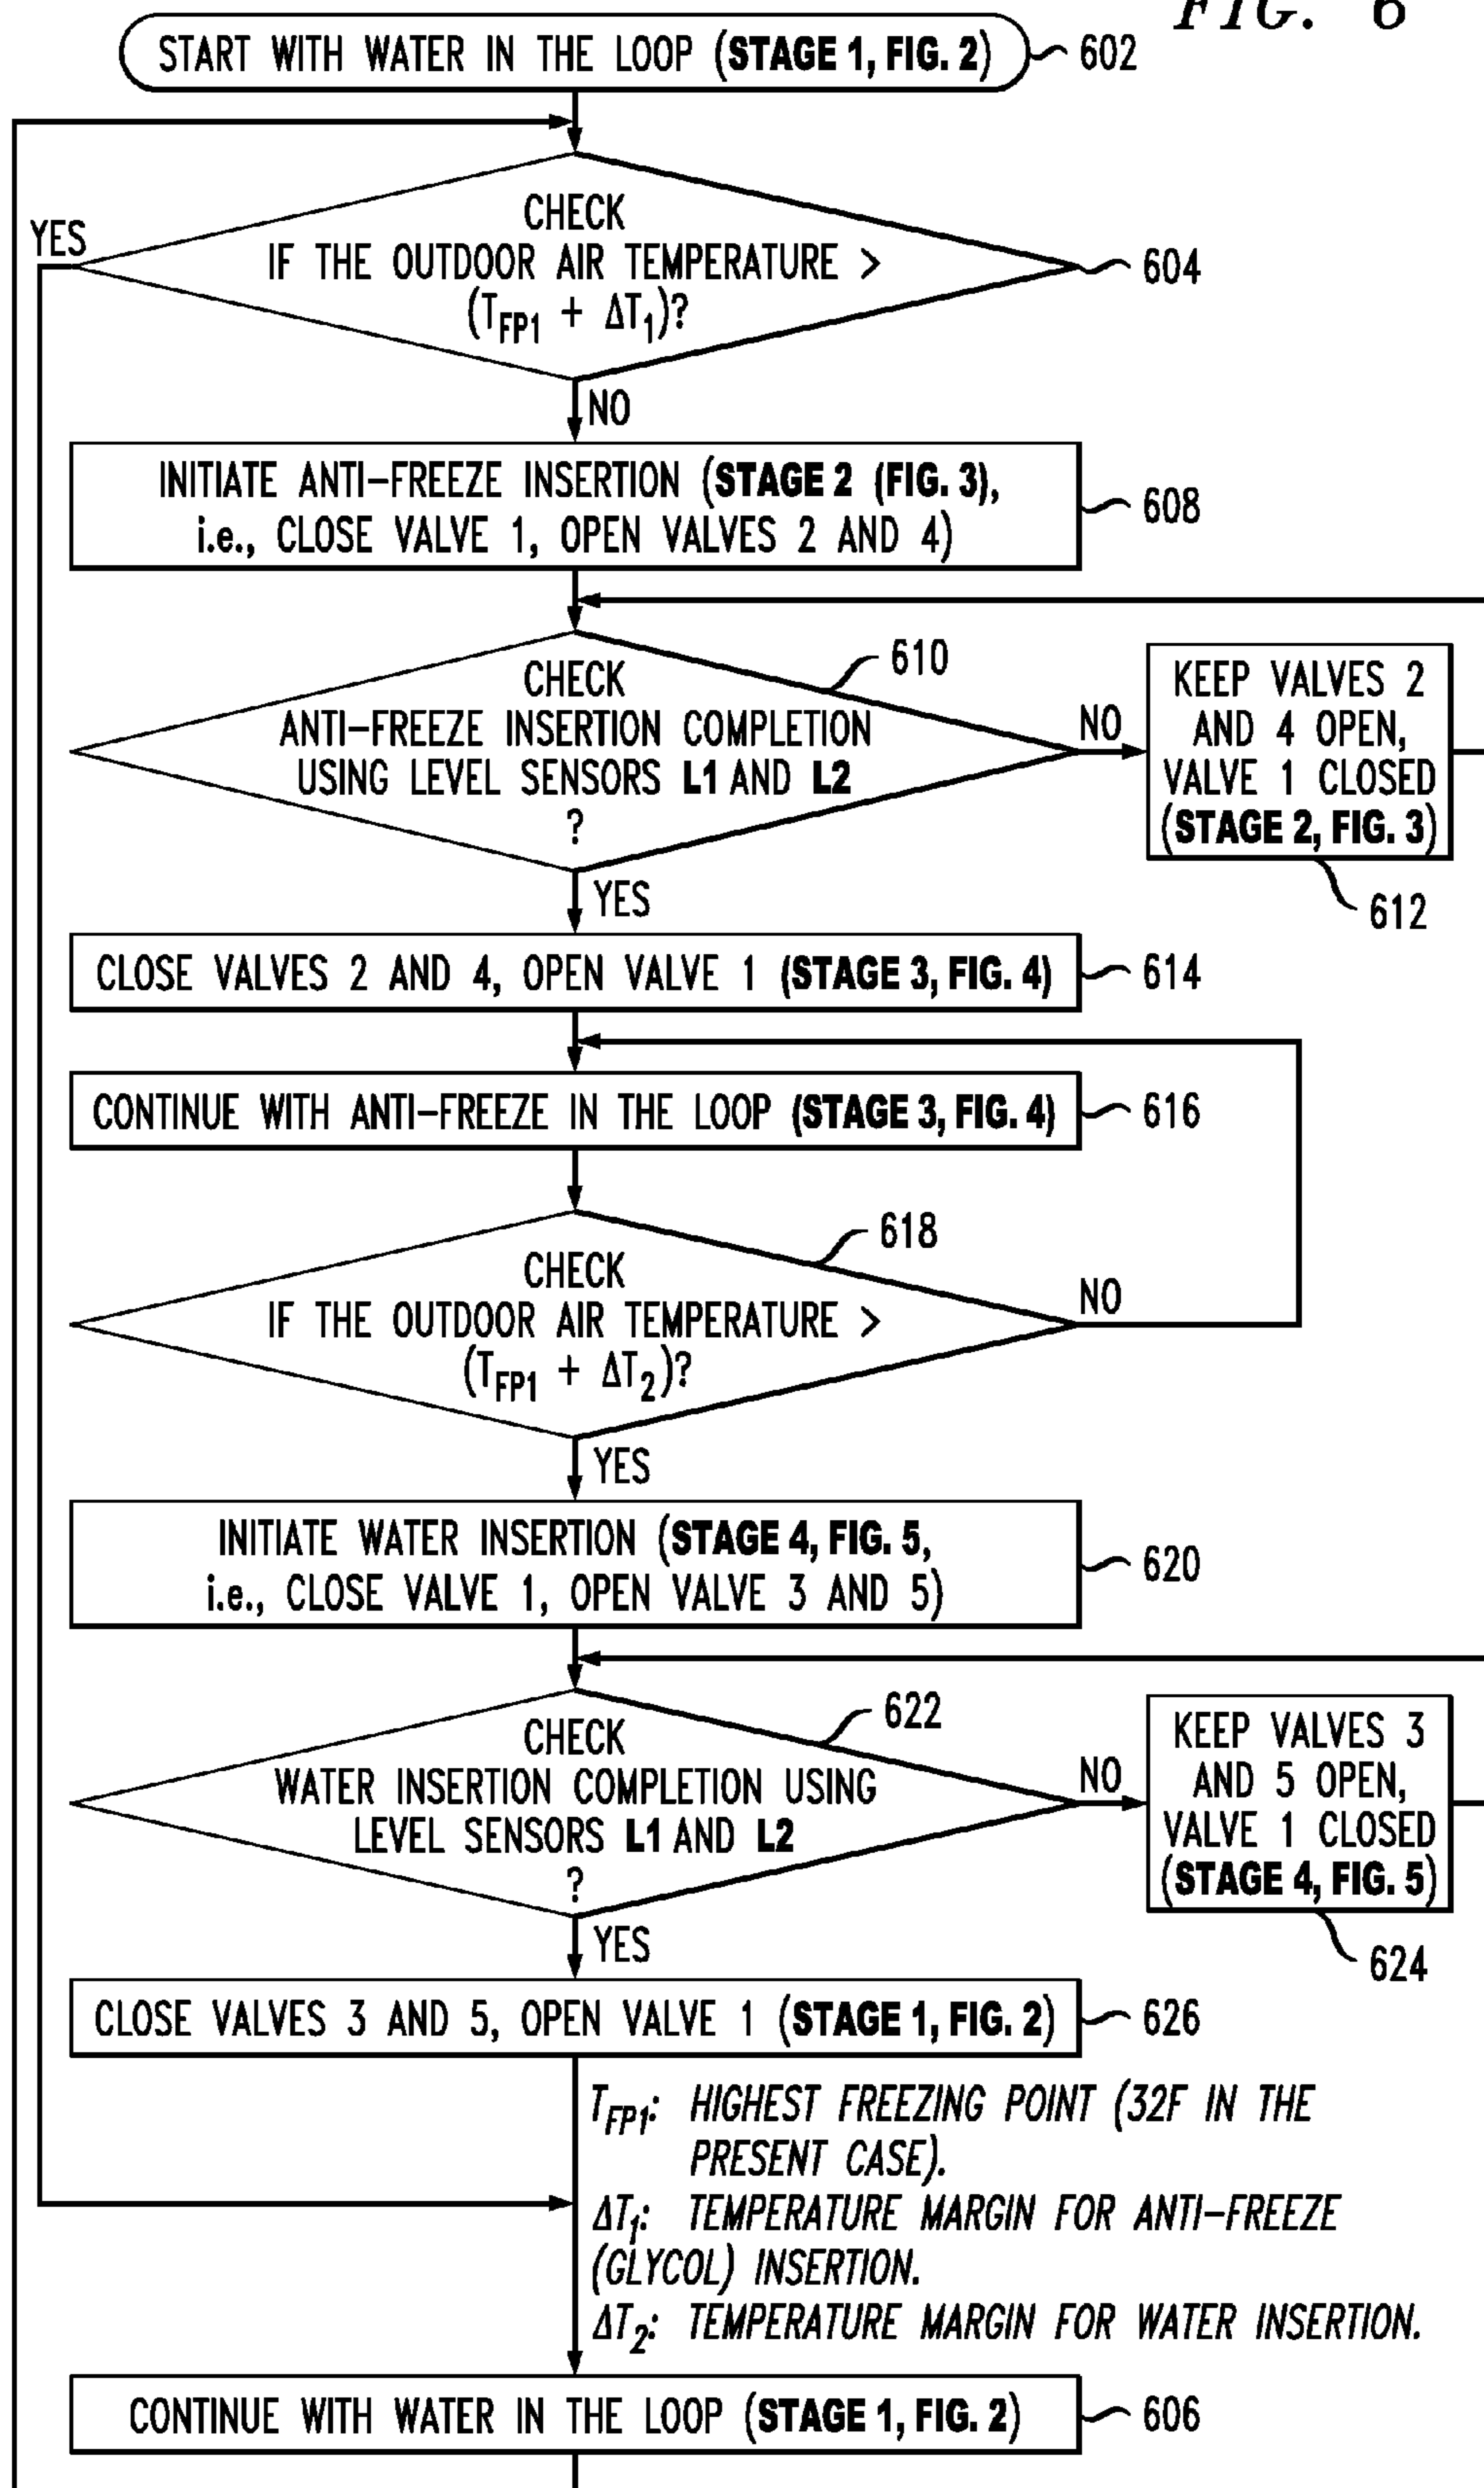 FIG. 6
START WITH WATER IN THE LOOP (STAGE 1, FIG. 2)
602
CHECK
IF THE OUTDOOR AIR TEMPERATURE >
(TFP1 + ΔT1)?
YES
604
NO
INITIATE ANTI-FREEZE INSERTION (STAGE 2 (FIG. 3),
i.e., CLOSE VALVE 1, OPEN VALVES 2 AND 4)
608
610
CHECK
ANTI-FREEZE INSERTION COMPLETION
USING LEVEL SENSORS L1 AND L2
?
NO
KEEP VALVES 2
AND 4 OPEN,
VALVE 1 CLOSED
(STAGE 2, FIG. 3)
612
YES
CLOSE VALVES 2 AND 4, OPEN VALVE 1 (STAGE 3, FIG. 4)
614
CONTINUE WITH ANTI-FREEZE IN THE LOOP (STAGE 3, FIG. 4)
616
618
CHECK
IF THE OUTDOOR AIR TEMPERATURE >
(TFP1 + ΔT2)?
NO
YES
INITIATE WATER INSERTION (STAGE 4, FIG. 5,
i.e., CLOSE VALVE 1, OPEN VALVE 3 AND 5)
620
622
CHECK
WATER INSERTION COMPLETION USING
LEVEL SENSORS L1 AND L2
?
NO
KEEP VALVES 3
AND 5 OPEN,
VALVE 1 CLOSED
(STAGE 4, FIG. 5)
624
YES
CLOSE VALVES 3 AND 5, OPEN VALVE 1 (STAGE 1, FIG. 2)
626
TFP1: HIGHEST FREEZING POINT (32F IN THE
PRESENT CASE).
ΔT1: TEMPERATURE MARGIN FOR ANTI-FREEZE
(GLYCOL) INSERTION.
ΔT2: TEMPERATURE MARGIN FOR WATER INSERTION.
CONTINUE WITH WATER IN THE LOOP (STAGE 1, FIG. 2)
606